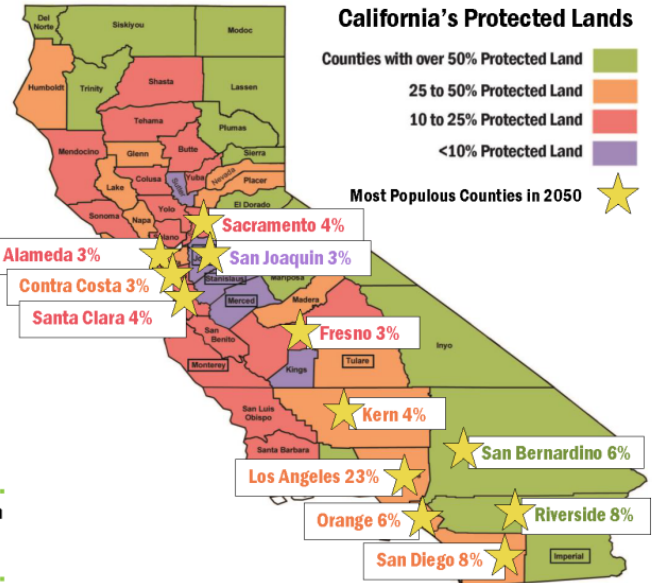 California's Protected Lands
Counties with over 50% Protected Land
25 to 50% Protected Land
10 to 25% Protected Land
<10% Protected Land
Most Populous Counties in 2050
Del
Norte
Siskiyou
Modoc
Humboldt
Trinity
Shasta
Lassen
Tehama
Plumas
Mendocino
Glenn
Butte
Sierra
Lake
Colusa
Sutter
Yuba
Nevada
Placer
Sonoma
Napa
Yolo
El Dorado
Sacramento 4%
Alameda 3%
San Joaquin 3%
Contra Costa 3%
Stanislaus
Mariposa
Merced
Madera
Santa Clara 4%
San
Benito
Fresno 3%
Inyo
Monterey
Kings
Tulare
San Luis
Obispo
Kern 4%
Santa Barbara
San Bernardino 6%
Los Angeles 23%
Orange 6%
Riverside 8%
San Diego 8%
Imperial